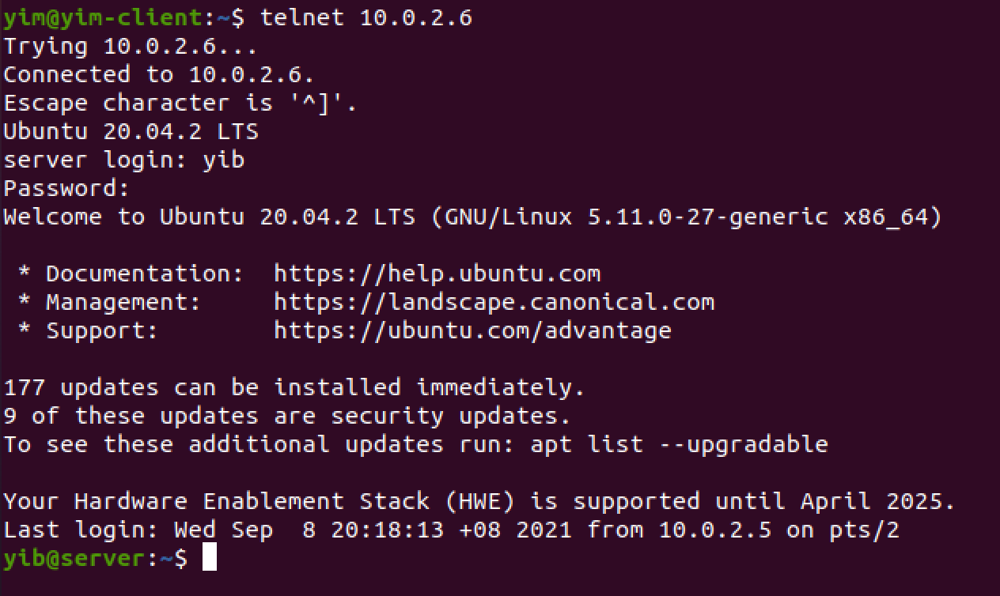 yim@yim-client:~$ telnet 10.0.2.6
Trying 10.0.2.6...
Connected to 10.0.2.6.
Escape character is '^]'.
Ubuntu 20.04.2 LTS
server login: yib
Password:
Welcome to Ubuntu 20.04.2 LTS (GNU/Linux 5.11.0-27-generic x86_64)

 * Documentation:  https://help.ubuntu.com
 * Management:     https://landscape.canonical.com
 * Support:        https://ubuntu.com/advantage

177 updates can be installed immediately.
9 of these updates are security updates.
To see these additional updates run: apt list --upgradable

Your Hardware Enablement Stack (HWE) is supported until April 2025.
Last login: Wed Sep  8 20:18:13 +08 2021 from 10.0.2.5 on pts/2
yib@server:~$